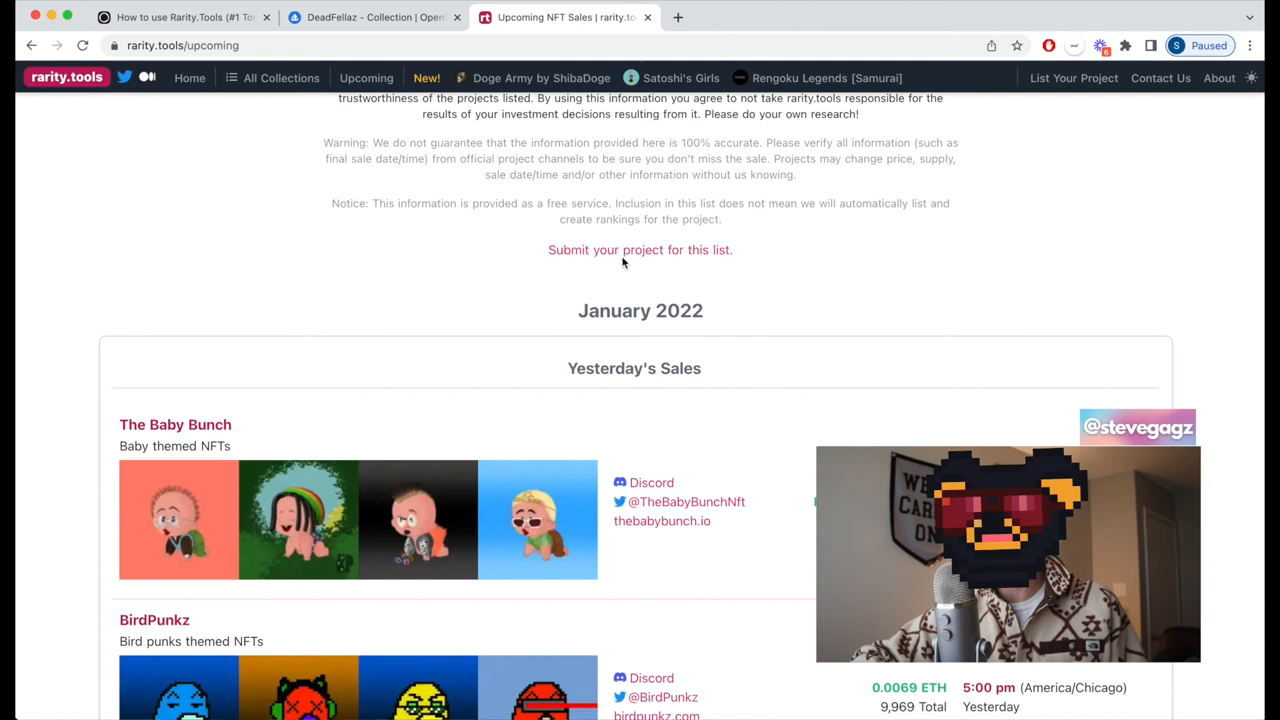 How to use Rarity.Tools (#1 To
DeadFellaz - Collection | Open
Upcoming NFT Sales | rarity.to
rarity.tools/upcoming
6
S Paused
rarity.tools Home All Collections Upcoming New! Doge Army by ShibaDoge Satoshi's Girls Rengoku Legends [Samurai] List Your Project Contact Us About
trustworthiness of the projects listed. By using this information you agree to not take rarity.tools responsible for the
results of your investment decisions resulting from it. Please do your own research!
Warning: We do not guarantee that the information provided here is 100% accurate. Please verify all information (such as
final sale date/time) from official project channels to be sure you don't miss the sale. Projects may change price, supply,
sale date/time and/or other information without us knowing.
Notice: This information is provided as a free service. Inclusion in this list does not mean we will automatically list and
create rankings for the project.
Submit your project for this list.
January 2022
Yesterday's Sales
The Baby Bunch
Baby themed NFTs
Discord
@TheBabyBunchNft
thebabybunch.io
@stevegagz
BirdPunkz
Bird punks themed NFTs
Discord
@BirdPunkz
birdpunkz.com
0.0069 ETH 5:00 pm (America/Chicago)
9,969 Total Yesterday